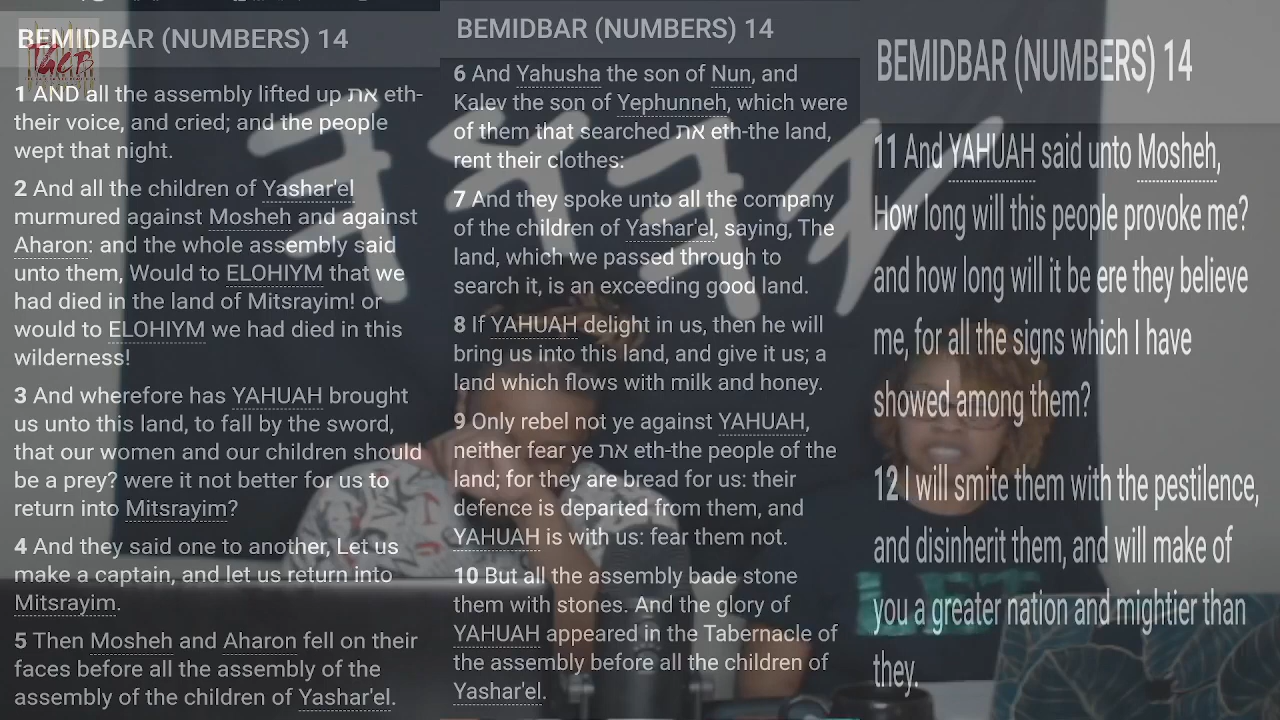 BEMIDBAR (NUMBERS) 14
1 AND all the assembly lifted up את eth-
their voice, and cried; and the people
wept that night.
2 And all the children of Yashar'el
murmured against Mosheh and against
Aharon: and the whole assembly said
unto them, Would to ELOHIYM that we
had died in the land of Mitsrayim! or
would to ELOHIYM we had died in this
wilderness!
3 And wherefore has YAHUAH brought
us unto this land, to fall by the sword,
that our women and our children should
be a prey? were it not better for us to
return into Mitsrayim?
4 And they said one to another, Let us
make a captain, and let us return into
Mitsrayim.
5 Then Mosheh and Aharon fell on their
faces before all the assembly of the
assembly of the children of Yashar'el.
BEMIDBAR (NUMBERS) 14
6 And Yahusha the son of Nun, and
Kalev the son of Yephunneh, which were
of them that searched את eth-the land,
rent their clothes:
7 And they spoke unto all the company
of the children of Yashar'el, saying, The
land, which we passed through to
search it, is an exceeding good land.
8 If YAHUAH delight in us, then he will
bring us into this land, and give it us; a
land which flows with milk and honey.
9 Only rebel not ye against YAHUAH,
neither fear ye את eth-the people of the
land; for they are bread for us: their
defence is departed from them, and
YAHUAH is with us: fear them not.
10 But all the assembly bade stone
them with stones. And the glory of
YAHUAH appeared in the Tabernacle of
the assembly before all the children of
Yashar'el.
BEMIDBAR (NUMBERS) 14
11 And YAHUAH said unto Mosheh,
How long will this people provoke me?
and how long will it be ere they believe
me, for all the signs which I have
showed among them?
12 I will smite them with the pestilence,
and disinherit them, and will make of
you a greater nation and mightier than
they.